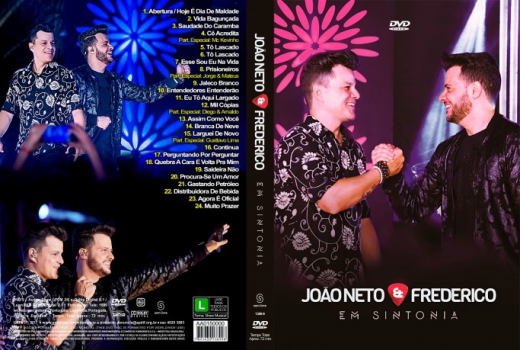 1. Abertura / Hoje É Dia De Maldade
2. Vida Bagunçada
3. Saudade Do Caramba
4. Cê Acredita
Part. Especial: Mc Kevinho
5. Tô Lascado
6. Tô Lascado
7. Esse Sou Eu Na Vida
8. Prisioneiros
Part. Especial: Jorge & Mateus
9. Jaleco Branco
10. Entendedores Entenderão
11. Eu Tô Aqui Largado
12. Mil Cópias
Part. Especial: Diego & Arnaldo
13. Assim Como Você
14. Branca De Neve
15. Larguei De Novo
Part. Especial: Gusttavo Lima
16. Continua
17. Perguntando Por Perguntar
18. Quebra A Cara E Volta Pra Mim
19. Saideira Não
20. Procura-Se Um Amor
21. Gastando Petróleo
22. Distribuidora De Bebida
23. Agora É Oficial
24. Muito Prazer
L
AA0150000
DVD
JOÃO NETO & FREDERICO
EM SINTONIA
DVD
DVD
JOÃO NETO & FREDERICO
EM SINTONIA